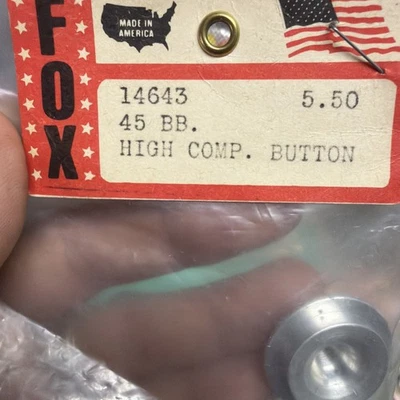 FOX
MADE IN
AMERICA
14643 5.50
45 BB.
HIGH COMP. BUTTON